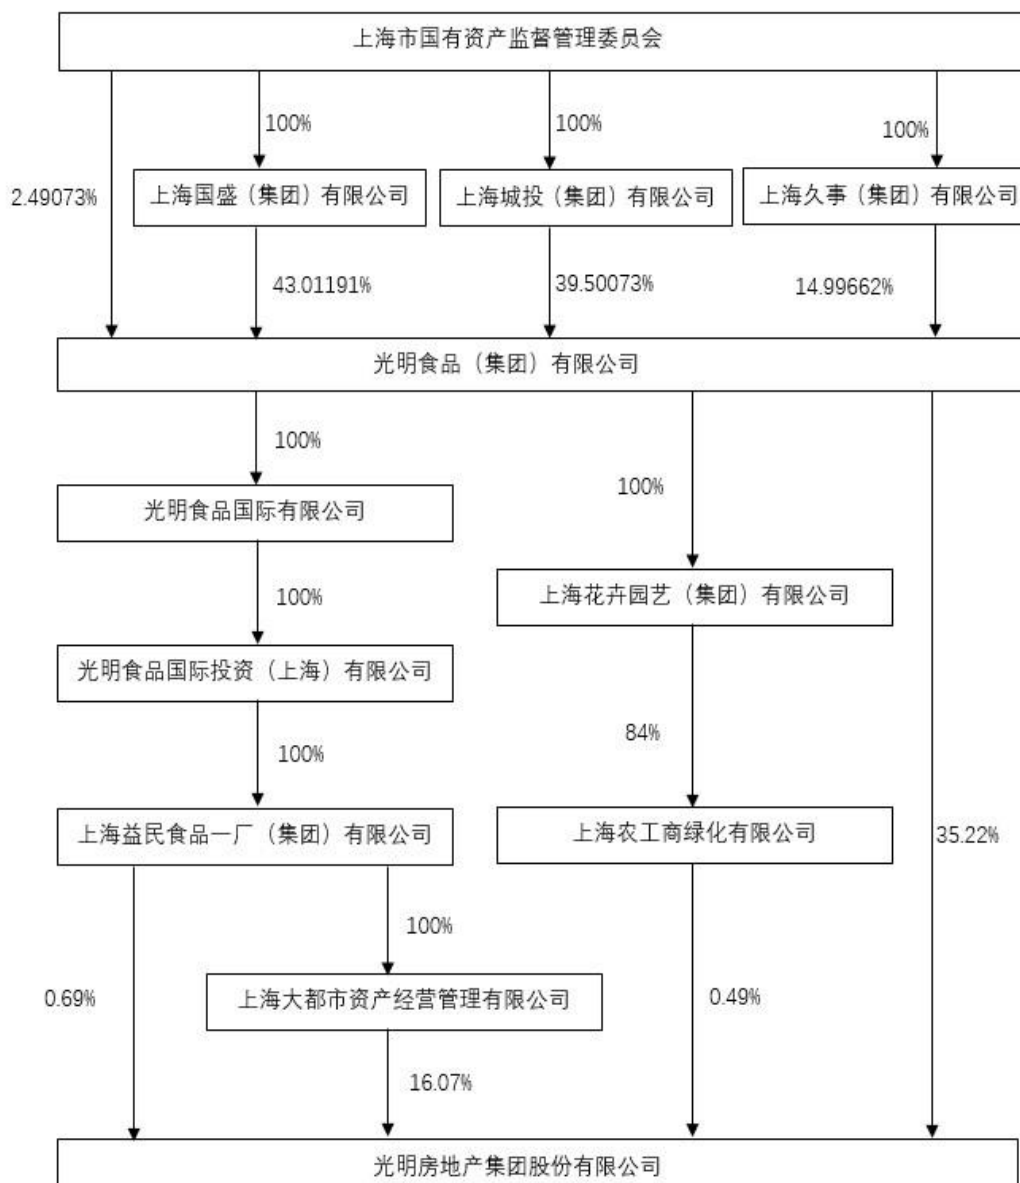 上海市国有资产监督管理委员会
100%
100%
100%
2.49073%
上海国盛（集团）有限公司
上海城投（集团）有限公司
上海久事（集团）有限公司
43.01191%
39.50073%
14.99662%
光明食品（集团）有限公司
100%
100%
光明食品国际有限公司
100%
上海花卉园艺（集团）有限公司
光明食品国际投资（上海）有限公司
100%
84%
上海益民食品一厂（集团）有限公司
上海农工商绿化有限公司
35.22%
100%
0.69%
上海大都市资产经营管理有限公司
0.49%
16.07%
光明房地产集团股份有限公司